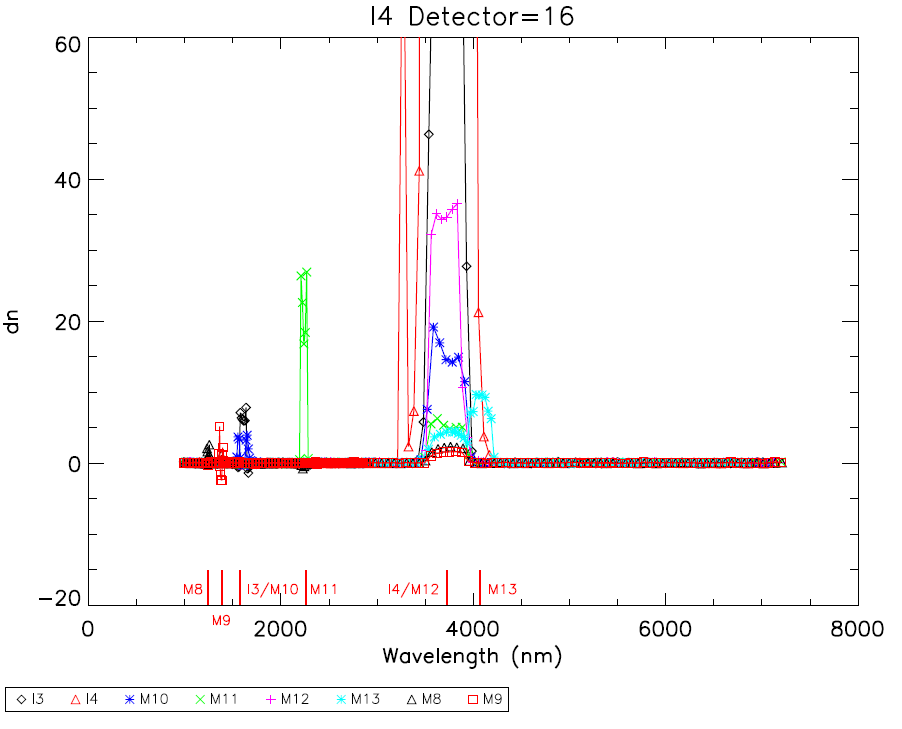 I4 Detector=16
60
40
20
0
-20
dn
M8
M9
I3/M10
M11
I4/M12
M13
0 2000 4000 6000 8000
Wavelength (nm)
I3 I4 M10 M11 M12 M13 M8 M9